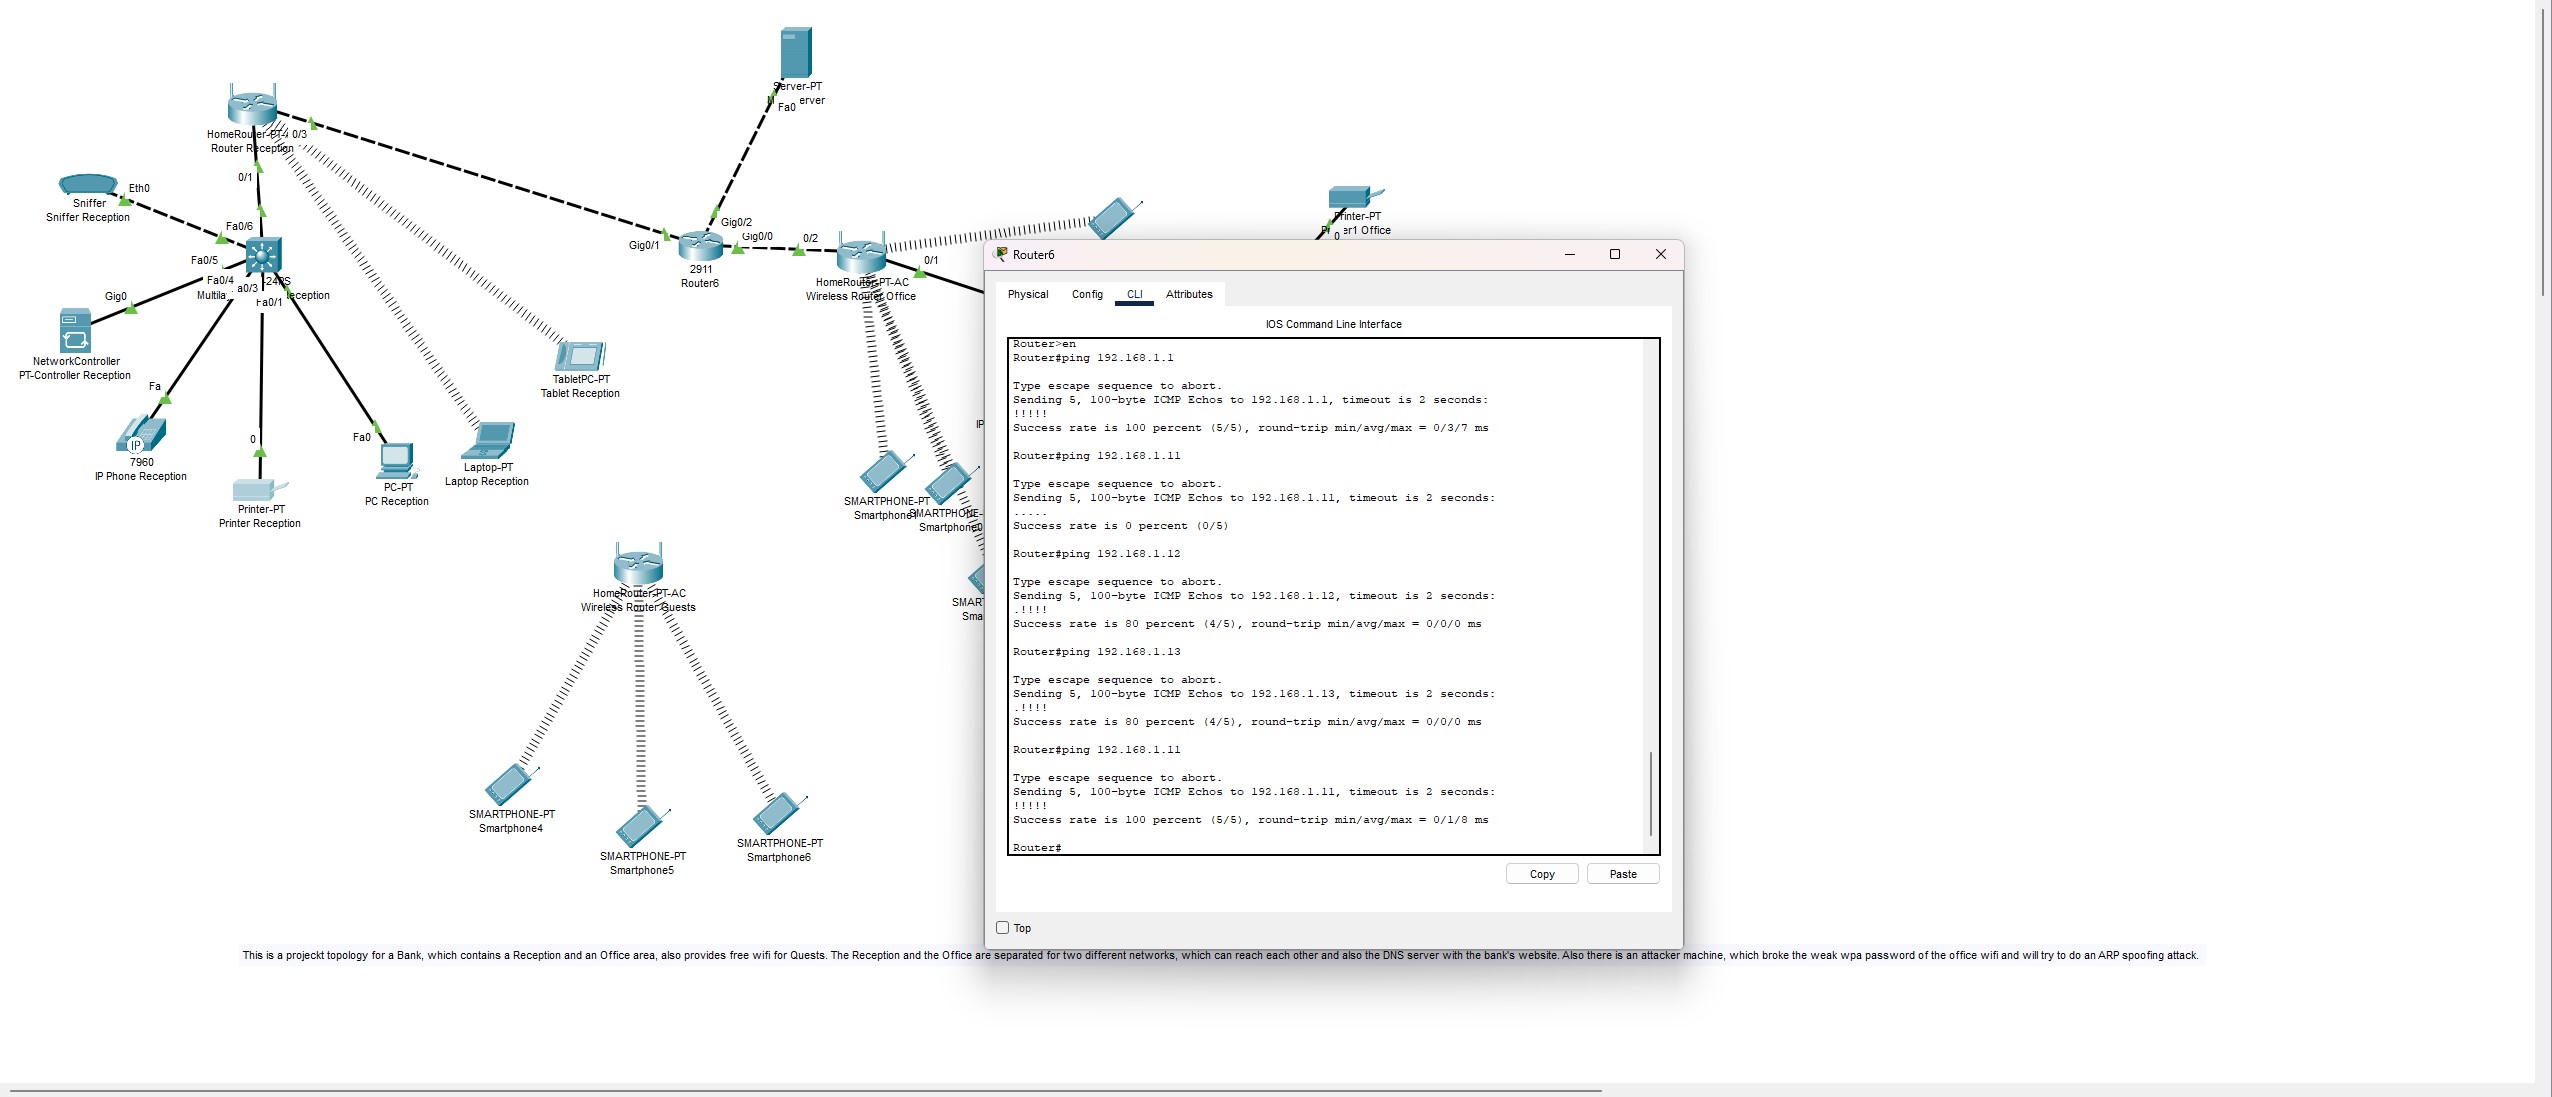 Server-PT
erver
Fa0
HomeRouter-PT-A
0/3
Router Reception
0/1
Eth0
Sniffer
Sniffer Reception
Fa0/6
Fa0/5
Fa0/4
a0/3
-24PS
Multila
eception
Fa0/1
Gig0
NetworkController
PT-Controller Reception
Fa
7960
IP Phone Reception
0
Printer-PT
Printer Reception
Fa0
PC-PT
PC Reception
Laptop-PT
Laptop Reception
TabletPC-PT
Tablet Reception
Gig0/1
Gig0/2
Gig0/0
2911
Router6
0/2
HomeRouter-PT-AC
Wireless Router Office
0/1
Printer-PT
er1 Office
0
IP
SMARTPHONE-PT
Smartphone1
SMARTPHONE-
Smartphone0
SMART
Sma
HomeRouter-PT-AC
Wireless Router Guests
SMARTPHONE-PT
Smartphone4
SMARTPHONE-PT
Smartphone5
SMARTPHONE-PT
Smartphone6
Router6
Physical Config CLI Attributes
IOS Command Line Interface
Router>en
Router#ping 192.168.1.1
Type escape sequence to abort.
Sending 5, 100-byte ICMP Echos to 192.168.1.1, timeout is 2 seconds:
!!!!!
Success rate is 100 percent (5/5), round-trip min/avg/max = 0/3/7 ms
Router#ping 192.168.1.11
Type escape sequence to abort.
Sending 5, 100-byte ICMP Echos to 192.168.1.11, timeout is 2 seconds:
.....
Success rate is 0 percent (0/5)
Router#ping 192.168.1.12
Type escape sequence to abort.
Sending 5, 100-byte ICMP Echos to 192.168.1.12, timeout is 2 seconds:
.!!!!
Success rate is 80 percent (4/5), round-trip min/avg/max = 0/0/0 ms
Router#ping 192.168.1.13
Type escape sequence to abort.
Sending 5, 100-byte ICMP Echos to 192.168.1.13, timeout is 2 seconds:
.!!!!
Success rate is 80 percent (4/5), round-trip min/avg/max = 0/0/0 ms
Router#ping 192.168.1.11
Type escape sequence to abort.
Sending 5, 100-byte ICMP Echos to 192.168.1.11, timeout is 2 seconds:
!!!!!
Success rate is 100 percent (5/5), round-trip min/avg/max = 0/1/8 ms
Router#
Copy Paste
Top
This is a projeckt topology for a Bank, which contains a Reception and an Office area, also provides free wifi for Quests. The Reception and the Office are separated for two different networks, which can reach each other and also the DNS server with the bank's website. Also there is an attacker machine, which broke the weak wpa password of the office wifi and will try to do an ARP spoofing attack.